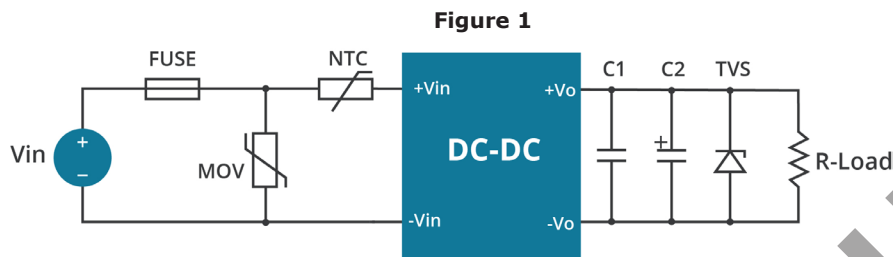 Figure 1
FUSE
NTC
C1
C2
TVS
+Vin
+Vo
Vin
+
−
MOV
DC-DC
+
R-Load
-Vin
-Vo